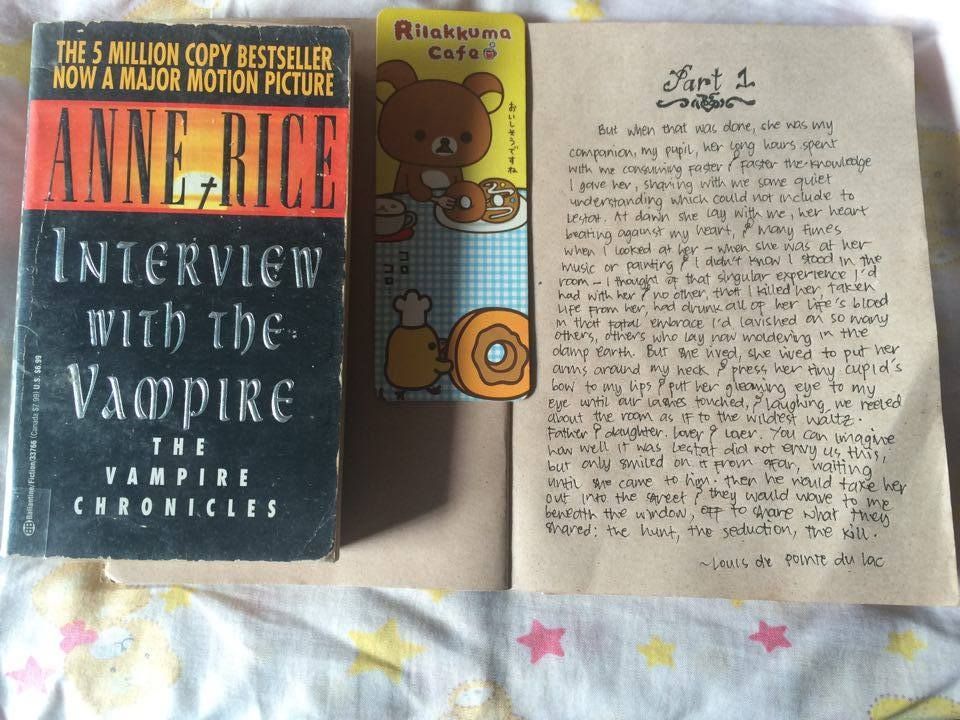 THE 5 MILLION COPY BESTSELLER
NOW A MAJOR MOTION PICTURE
ANNE RICE
INTERVIEW
WITH THE
VAMPIRE
THE
VAMPIRE
CHRONICLES
Ballantine/Fiction/33766 (Canada $7.99) U.S. $6.99
Rilakkuma
Cafe
おいしそうですね
Part 1
But when that was done, she was my
companion, my pupil, her long hours spent
with me consuming faster & faster the knowledge
I gave her, sharing with me some quiet
understanding which could not include to
Lestat. At dawn she lay with me, her heart
beating against my heart, & many times
when I looked at her – when she was at her
music or painting & I didn't know I stood in the
room – I thought of that singular experience I'd
had with her & no other, that I killed her, taken
life from her, had drunk all of her life's blood
in that fatal embrace I'd lavished on so many
others, others who lay now moldering in the
damp earth. But she lived, she lived to put her
arms around my neck & press her tiny cupid's
bow to my lips & put her gleaming eye to my
eye until our lashes touched, & laughing, we reeled
about the room as if to the wildest waltz.
Father & daughter. Lover & Lover. You can imagine
how well it was Lestat did not envy us this,
but only smiled on it from afar, waiting
until she came to him. Then he would take her
out into the street & they would wave to me
beneath the window, off to share what they
shared: the hunt, the seduction, the kill.
~Louis de Pointe du Lac